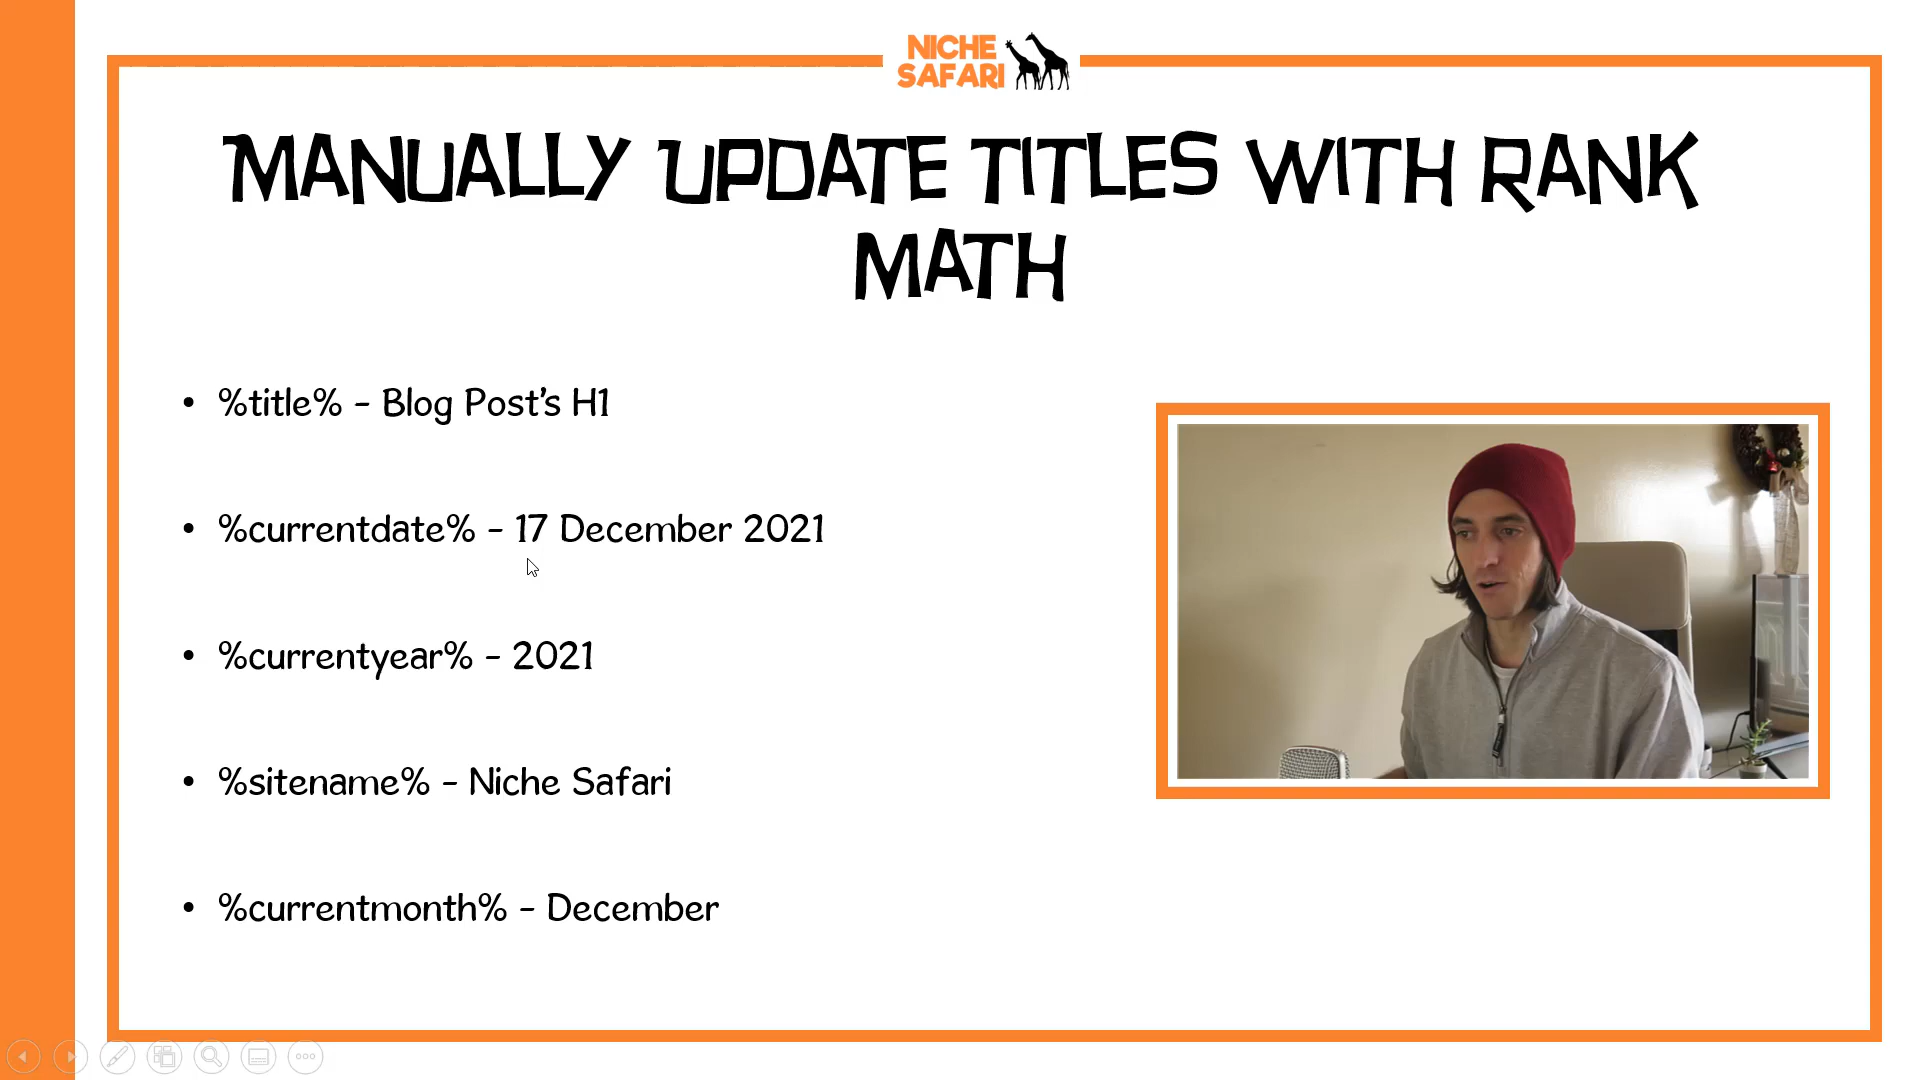 NICHE
SAFARI
MANUALLY UPDATE TITLES WITH RANK
MATH
• %title% - Blog Post's H1
• %currentdate% - 17 December 2021
• %currentyear% - 2021
• %sitename% - Niche Safari
• %currentmonth% - December